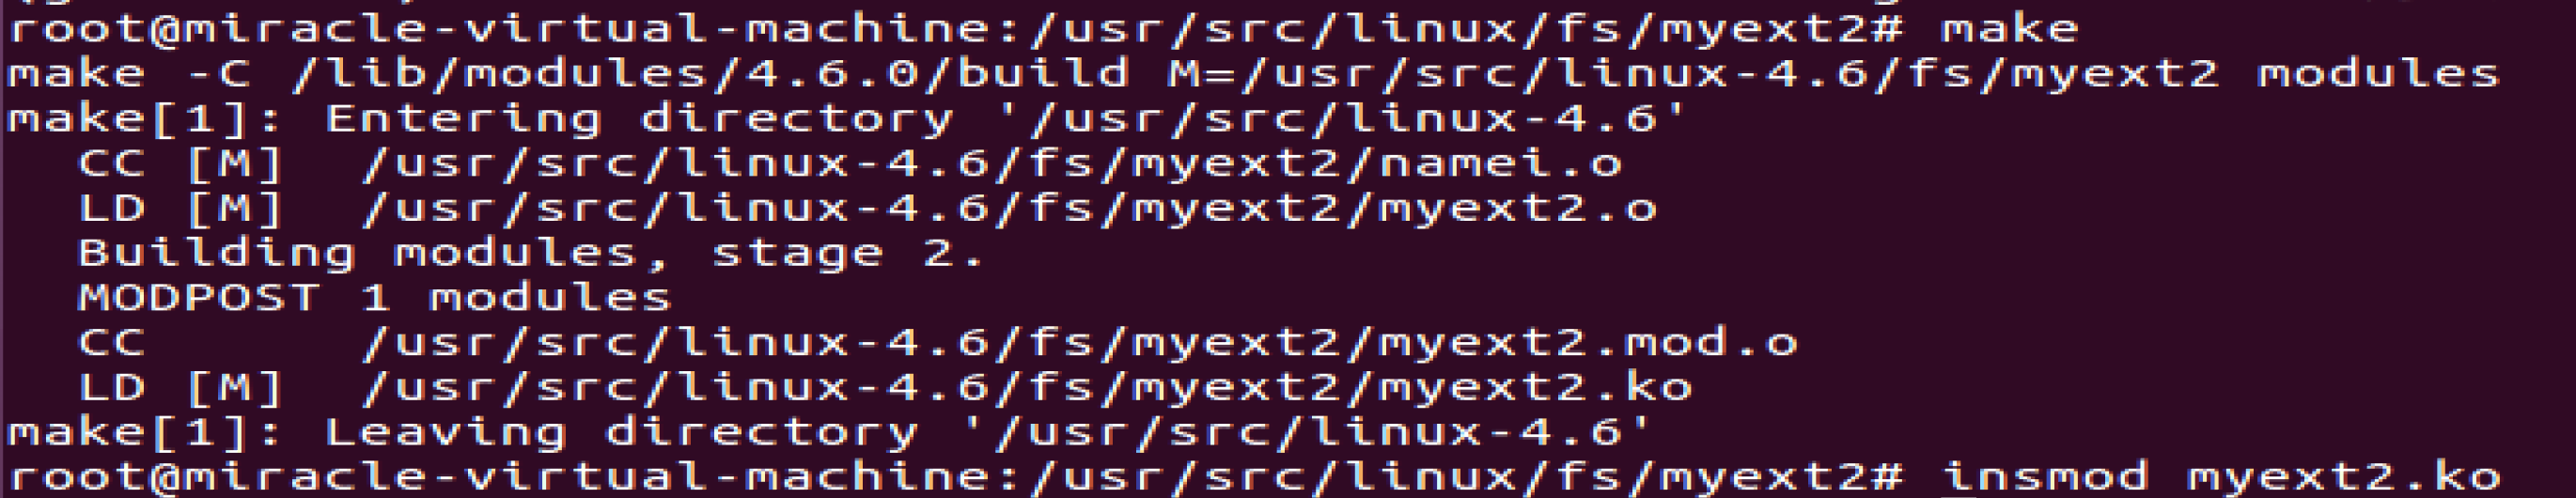 root@miracle-virtual-machine:/usr/src/linux/fs/myext2# make
make -C /lib/modules/4.6.0/build M=/usr/src/linux-4.6/fs/myext2 modules
make[1]: Entering directory '/usr/src/linux-4.6'
  CC [M]  /usr/src/linux-4.6/fs/myext2/namei.o
  LD [M]  /usr/src/linux-4.6/fs/myext2/myext2.o
  Building modules, stage 2.
  MODPOST 1 modules
  CC      /usr/src/linux-4.6/fs/myext2/myext2.mod.o
  LD [M]  /usr/src/linux-4.6/fs/myext2/myext2.ko
make[1]: Leaving directory '/usr/src/linux-4.6'
root@miracle-virtual-machine:/usr/src/linux/fs/myext2# insmod myext2.ko